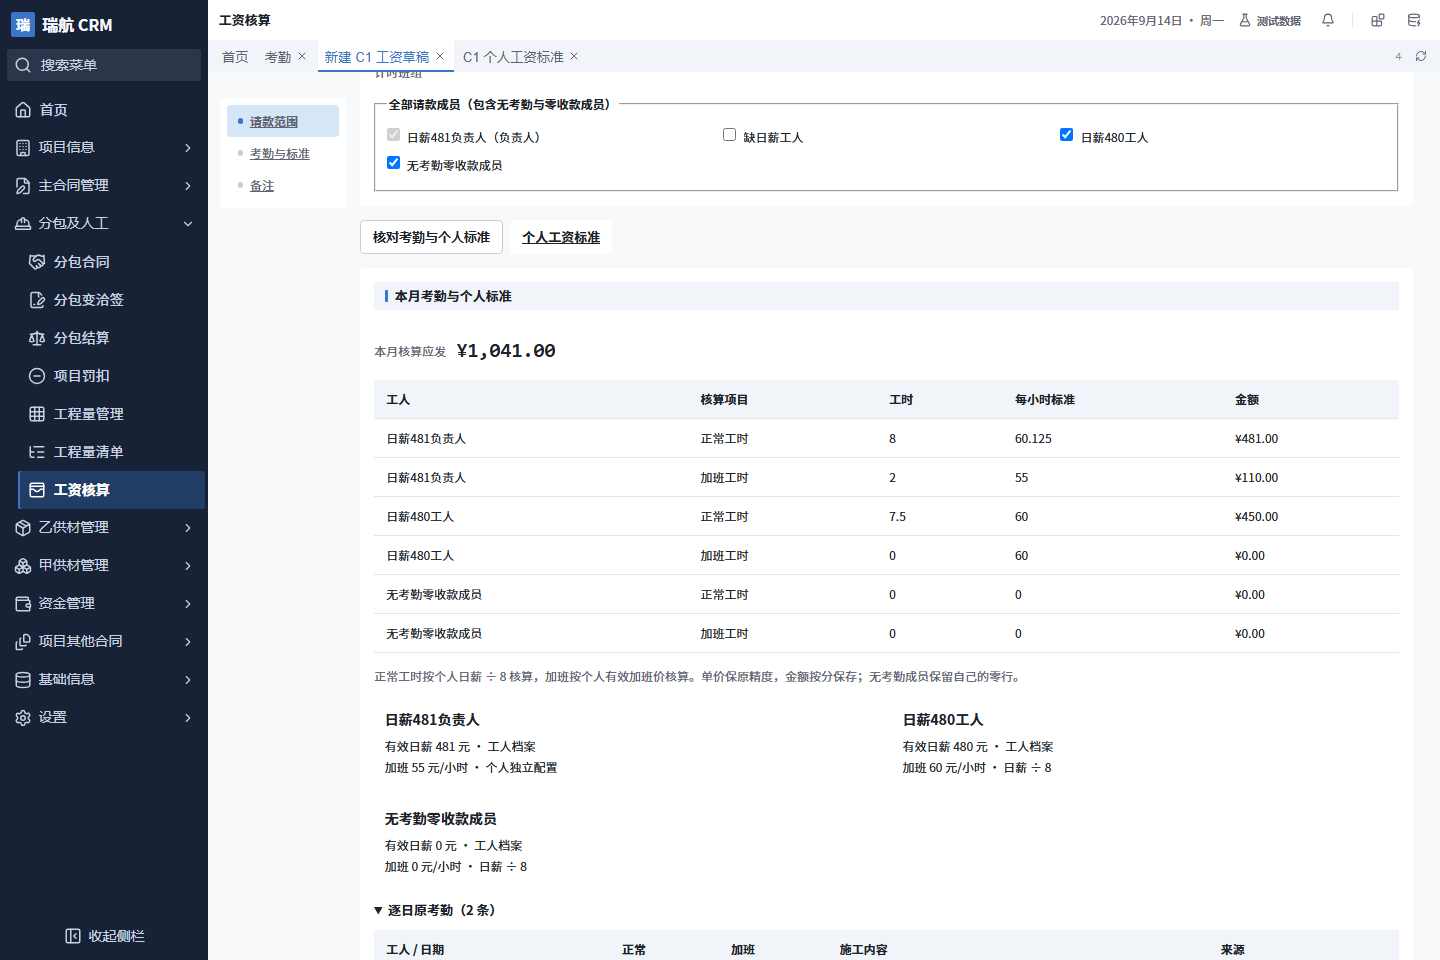 瑞 瑞航 CRM
搜索菜单
首页
项目信息
主合同管理
分包及人工
分包合同
分包变洽签
分包结算
项目罚扣
工程量管理
工程量清单
工资核算
乙供材管理
甲供材管理
资金管理
项目其他合同
基础信息
设置
收起侧栏
工资核算
2026年9月14日 · 周一 测试数据
首页 考勤 新建 C1 工资草稿 C1 个人工资标准 4
请款范围
考勤与标准
备注
计时班组
全部请款成员（包含无考勤与零收款成员）
日薪481负责人（负责人） 缺日薪工人 日薪480工人
无考勤零收款成员
核对考勤与个人标准 个人工资标准
本月考勤与个人标准
本月核算应发 ¥1,041.00
工人 核算项目 工时 每小时标准 金额
日薪481负责人 正常工时 8 60.125 ¥481.00
日薪481负责人 加班工时 2 55 ¥110.00
日薪480工人 正常工时 7.5 60 ¥450.00
日薪480工人 加班工时 0 60 ¥0.00
无考勤零收款成员 正常工时 0 0 ¥0.00
无考勤零收款成员 加班工时 0 0 ¥0.00
正常工时按个人日薪 ÷ 8 核算，加班按个人有效加班价核算。单价保原精度，金额按分保存；无考勤成员保留自己的零行。
日薪481负责人
有效日薪 481 元 · 工人档案
加班 55 元/小时 · 个人独立配置
日薪480工人
有效日薪 480 元 · 工人档案
加班 60 元/小时 · 日薪 ÷ 8
无考勤零收款成员
有效日薪 0 元 · 工人档案
加班 0 元/小时 · 日薪 ÷ 8
逐日原考勤（2 条）
工人 / 日期 正常 加班 施工内容 来源